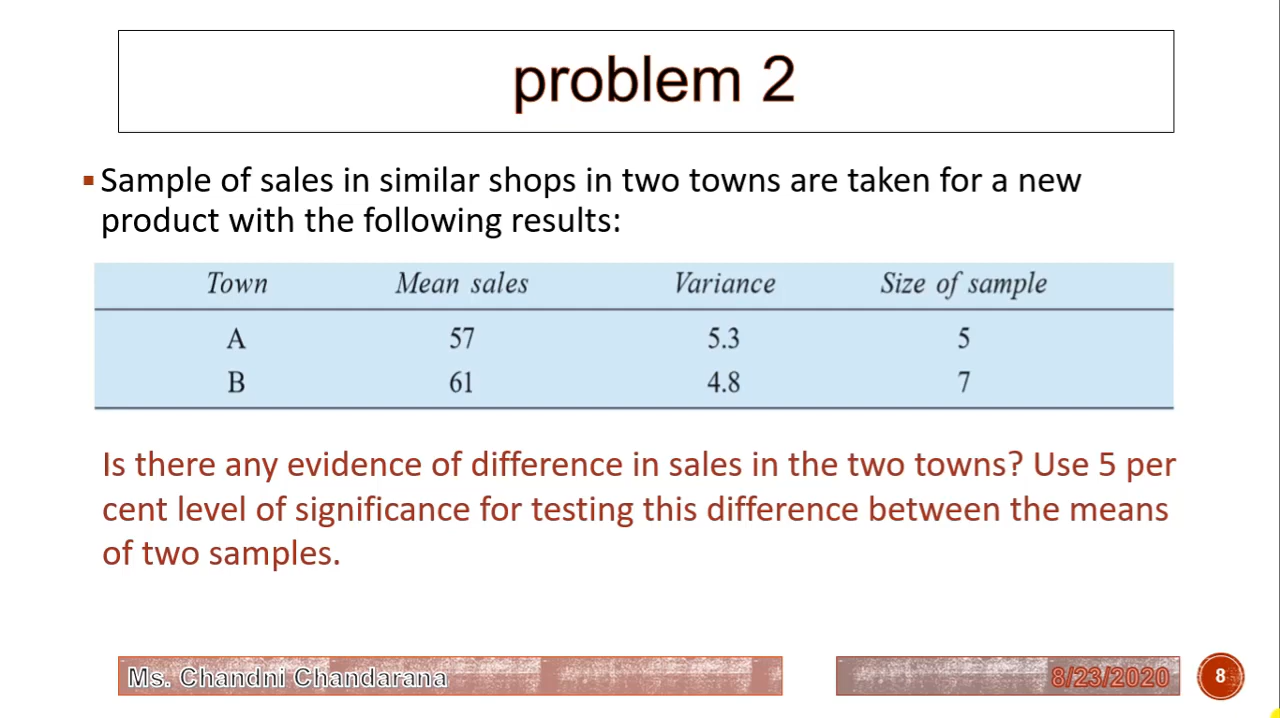 problem 2
Sample of sales in similar shops in two towns are taken for a new
product with the following results:
Town Mean sales Variance Size of sample
A 57 5.3 5
B 61 4.8 7
Is there any evidence of difference in sales in the two towns? Use 5 per
cent level of significance for testing this difference between the means
of two samples.
Ms. Chandni Chandarana 8/23/2020 8